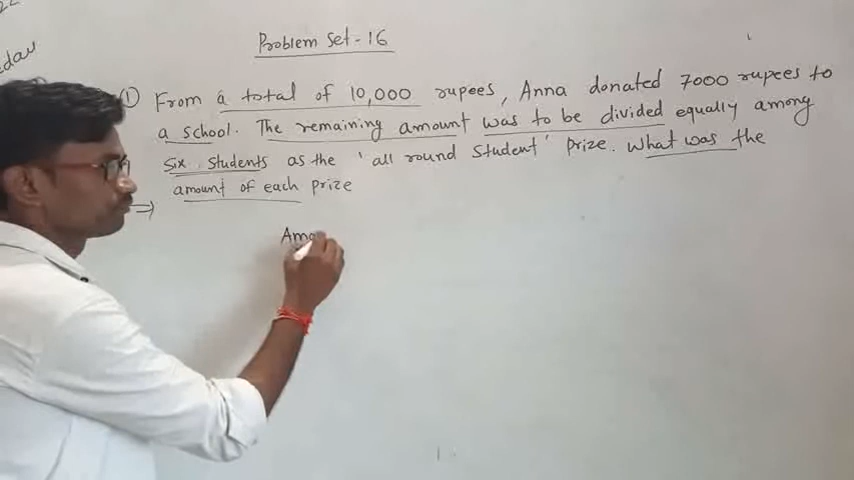 Problem Set - 16
① From a total of 10,000 rupees, Anna donated 7000 rupees to
a school. The remaining amount was to be divided equally among
six students as the 'all round student' prize. What was the
amount of each prize
⇒
Amo